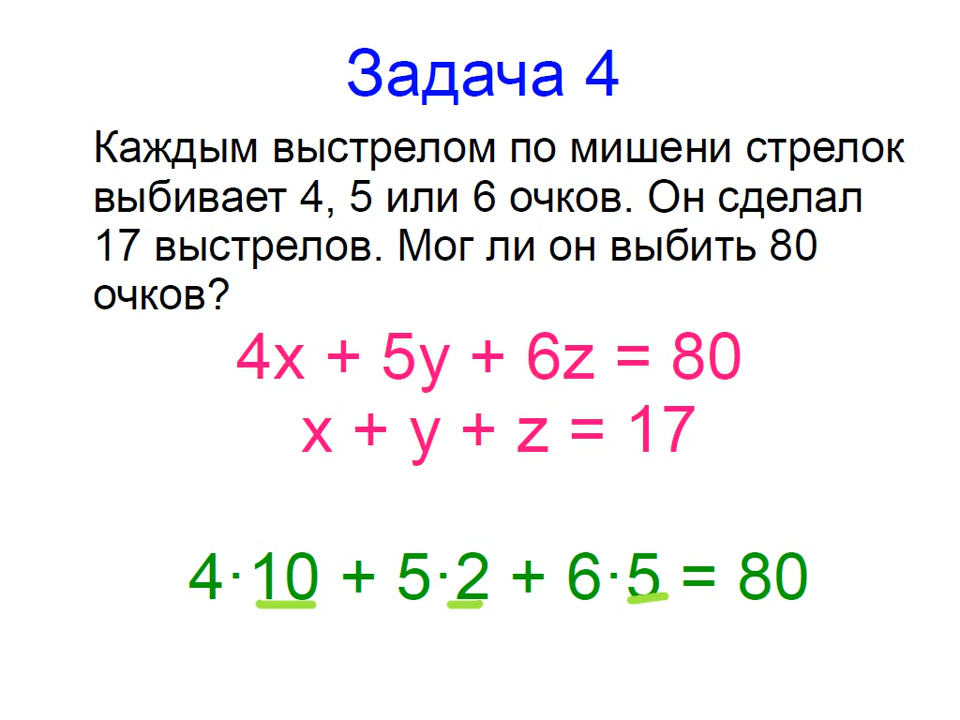 Задача 4
Каждым выстрелом по мишени стрелок
выбивает 4, 5 или 6 очков. Он сделал
17 выстрелов. Мог ли он выбить 80
очков?
4x + 5y + 6z = 80
x + y + z = 17
4·10 + 5·2 + 6·5 = 80